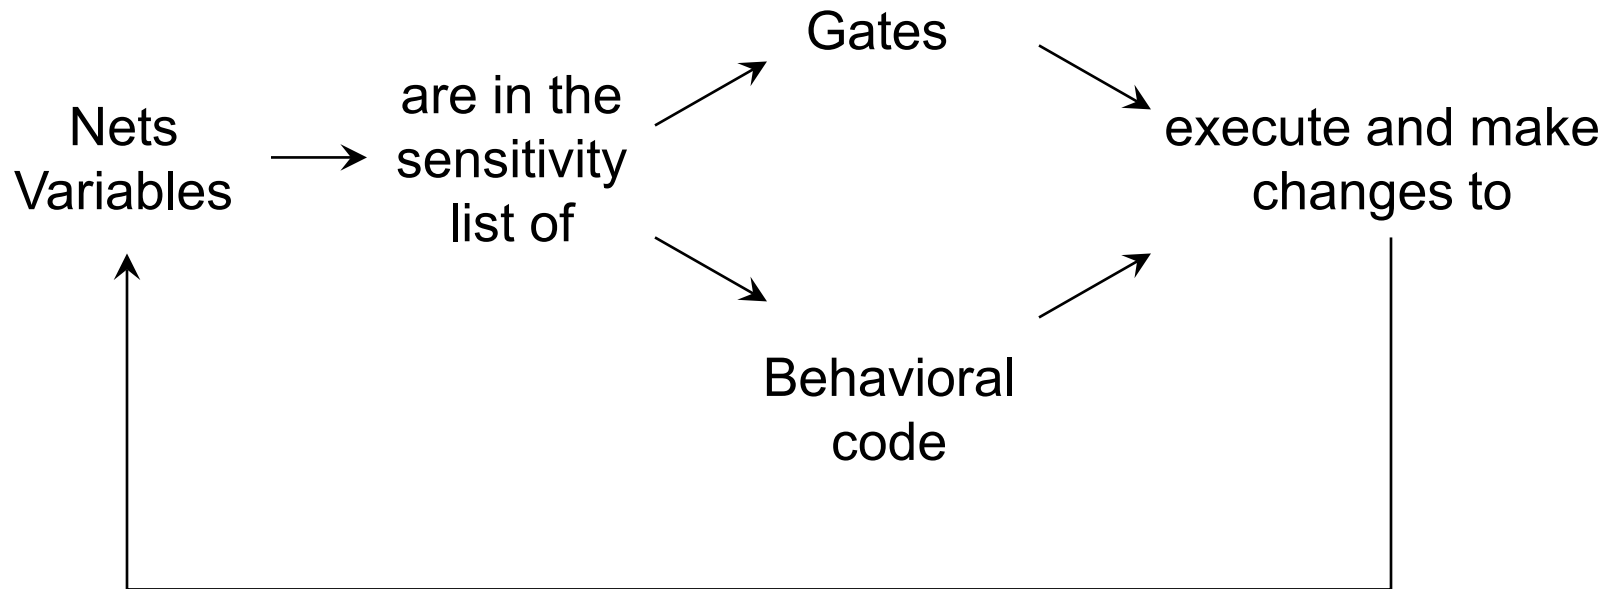 Nets
Variables
are in the
sensitivity
list of
Gates
Behavioral
code
execute and make
changes to